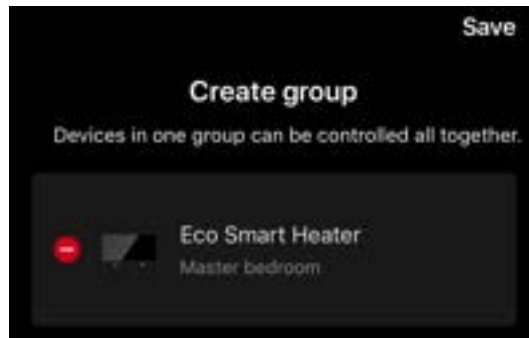 Save
Create group
Devices in one group can be controlled all together.
Eco Smart Heater
Master bedroom